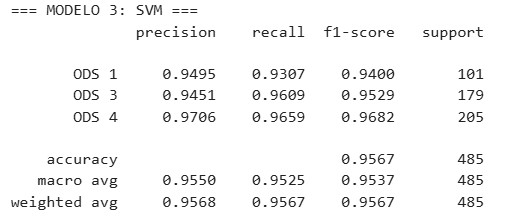 === MODELO 3: SVM ===
precision recall f1-score support
ODS 1 0.9495 0.9307 0.9400 101
ODS 3 0.9451 0.9609 0.9529 179
ODS 4 0.9706 0.9659 0.9682 205
accuracy 0.9567 485
macro avg 0.9550 0.9525 0.9537 485
weighted avg 0.9568 0.9567 0.9567 485